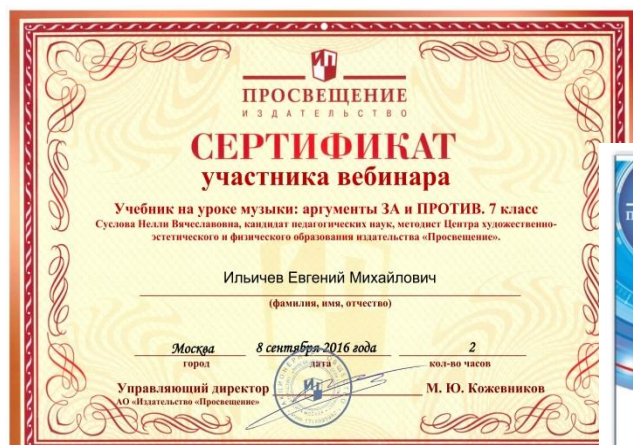 ПРОСВЕЩЕНИЕ
ИЗДАТЕЛЬСТВО
СЕРТИФИКАТ
участника вебинара
Учебник на уроке музыки: аргументы ЗА и ПРОТИВ. 7 класс
Суслова Нелли Вячеславовна, кандидат педагогических наук, методист Центра художественно-
эстетического и физического образования издательства «Просвещение».
Ильичев Евгений Михайлович
(фамилия, имя, отчество)
Москва 8 сентября 2016 года 2
город дата кол-во часов
Управляющий директор М. Ю. Кожевников
АО «Издательство «Просвещение»